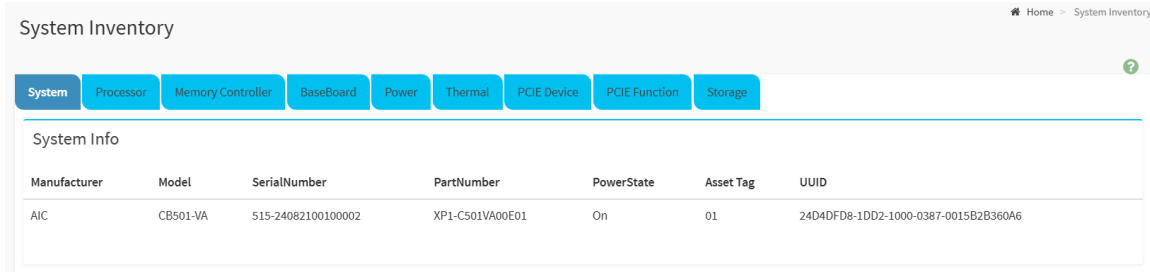 Home > System Inventory
System Inventory
System Processor Memory Controller BaseBoard Power Thermal PCIE Device PCIE Function Storage
System Info
Manufacturer Model SerialNumber PartNumber PowerState Asset Tag UUID
AIC CB501-VA 515-24082100100002 XP1-C501VA00E01 On 01 24D4DFD8-1DD2-1000-0387-0015B2B360A6